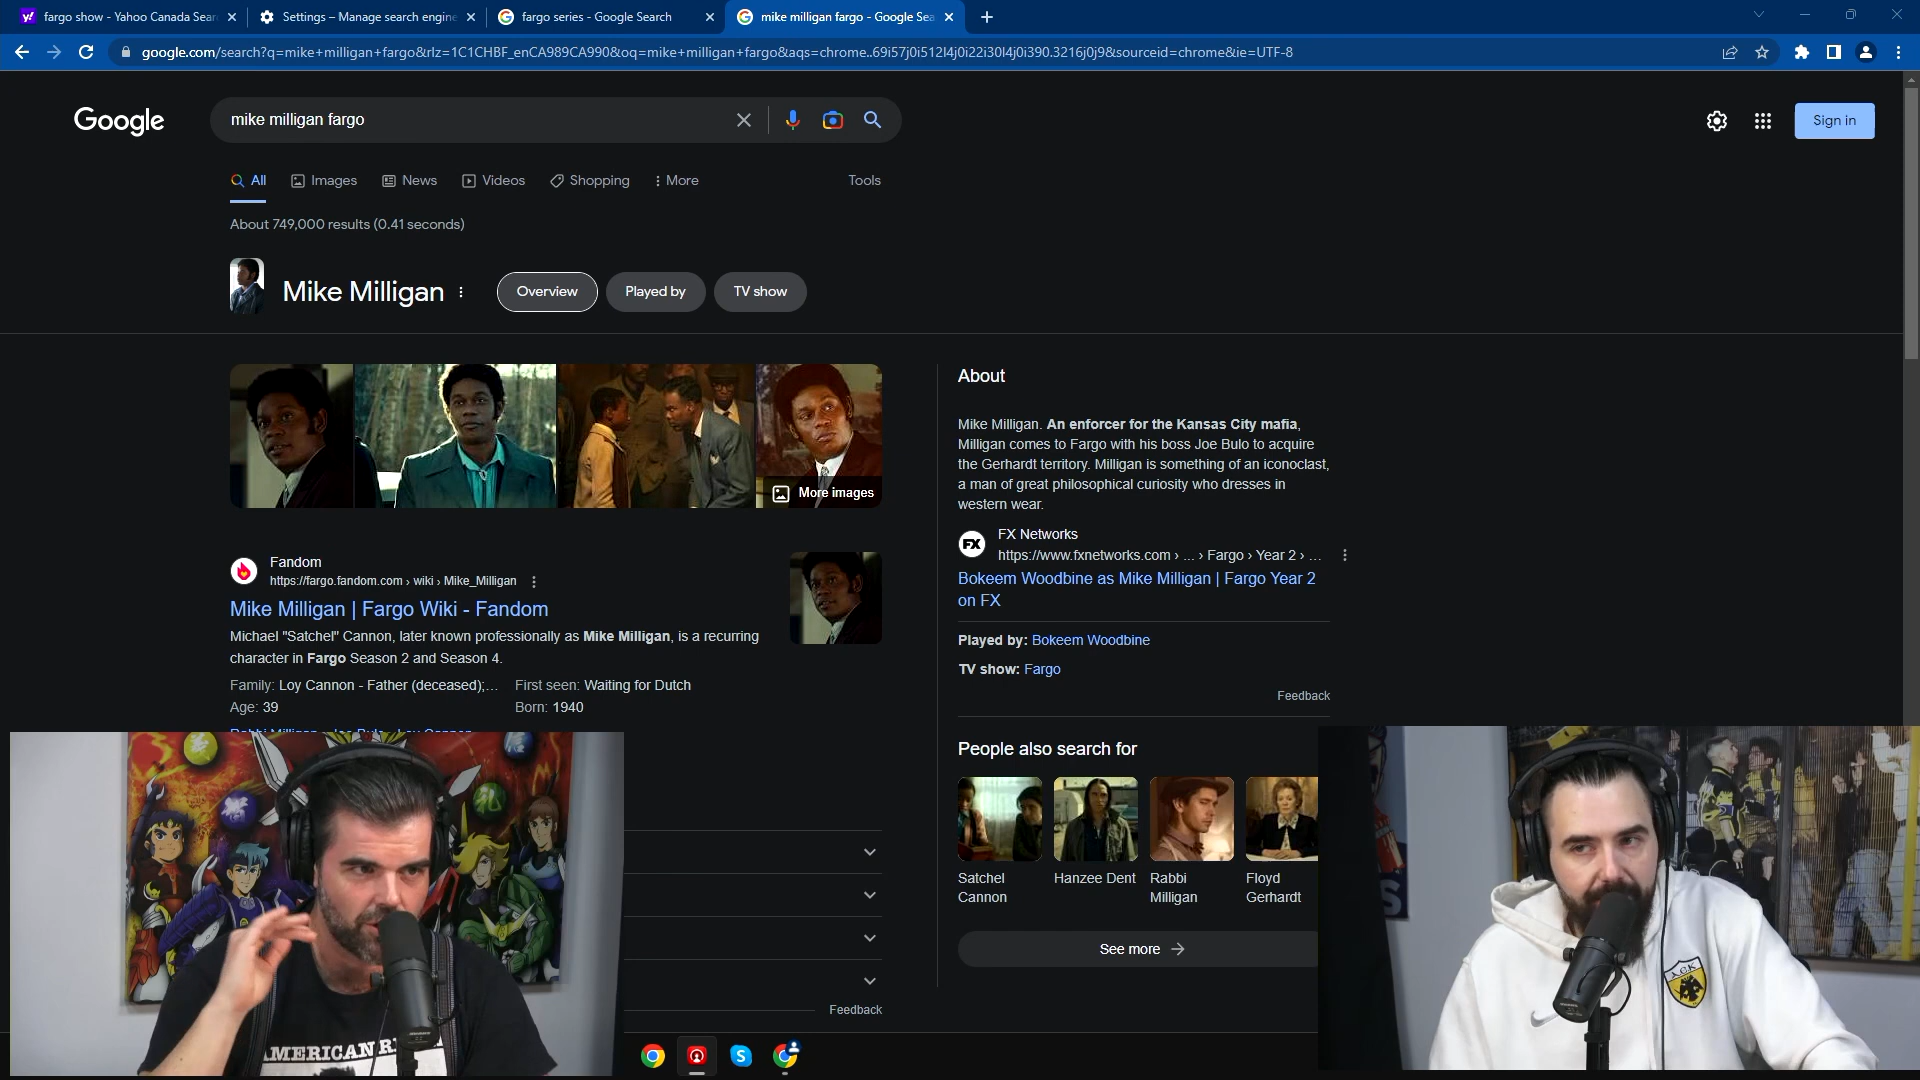 fargo show - Yahoo Canada Sear
Settings – Manage search engine
fargo series - Google Search
mike milligan fargo - Google Sea
google.com/search?q=mike+milligan+fargo&rlz=1C1CHBF_enCA989CA990&oq=mike+milligan+fargo&aqs=chrome..69i57j0i512l4j0i22i30l4j0i390.3216j0j9&sourceid=chrome&ie=UTF-8
Google
mike milligan fargo
Sign in
All
Images
News
Videos
Shopping
More
Tools
About 749,000 results (0.41 seconds)
Mike Milligan
Overview
Played by
TV show
More images
Fandom
https://fargo.fandom.com › wiki › Mike_Milligan
Mike Milligan | Fargo Wiki - Fandom
Michael "Satchel" Cannon, later known professionally as Mike Milligan, is a recurring
character in Fargo Season 2 and Season 4.
Family: Loy Cannon - Father (deceased);...
First seen: Waiting for Dutch
Age: 39
Born: 1940
Feedback
About
Mike Milligan. An enforcer for the Kansas City mafia,
Milligan comes to Fargo with his boss Joe Bulo to acquire
the Gerhardt territory. Milligan is something of an iconoclast,
a man of great philosophical curiosity who dresses in
western wear.
FX
FX Networks
https://www.fxnetworks.com › ... › Fargo › Year 2 › ...
Bokeem Woodbine as Mike Milligan | Fargo Year 2
on FX
Played by: Bokeem Woodbine
TV show: Fargo
Feedback
People also search for
Satchel
Cannon
Hanzee Dent
Rabbi
Milligan
Floyd
Gerhardt
See more
AMERICAN
A.E.K